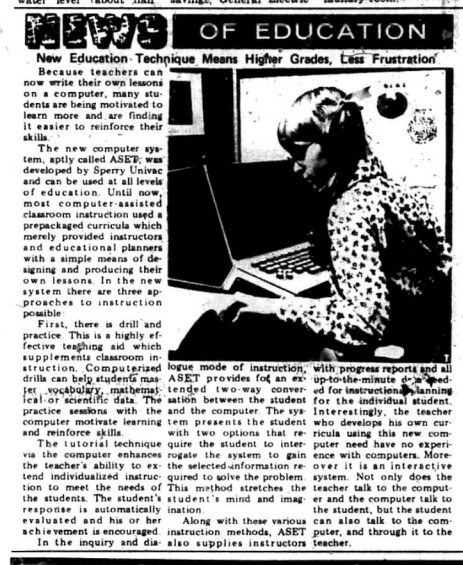 NEWS OF EDUCATION
New Education Technique Means Higher Grades, Less Frustration
Because teachers can
now write their own lessons
on a computer, many stu-
dents are being motivated to
learn more and are finding
it easier to reinforce their
skills.
The new computer sys-
tem, aptly called ASET, was
developed by Sperry Univac
and can be used at all levels
of education. Until now,
most computer-assisted
classroom instruction used a
prepackaged curricula which
merely provided instructors
and educational planners
with a simple means of de-
signing and producing their
own lessons. In the new
system there are three ap-
proaches to instruction
possible:
First, there is drill and
practice. This is a highly ef-
fective teaching aid which
supplements classroom in-
struction. Computerized
drills can help students mas-
ter vocabulary, mathemat-
ical or scientific data. The
practice sessions with the
computer motivate learning
and reinforce skills.
The tutorial technique
via the computer enhances
the teacher's ability to ex-
tend individualized instruc-
tion to meet the needs of
the students. The student's
response is automatically
evaluated and his or her
achievement is encouraged.
In the inquiry and dia-
logue mode of instruction,
ASET provides for an ex-
tended two-way conver-
sation between the student
and the computer. The sys-
tem presents the student
with two options that re-
quire the student to inter-
rogate the system to gain
the selected information re-
quired to solve the problem.
This method stretches the
student's mind and imag-
ination.
Along with these various
instruction methods, ASET
also supplies instructors
with progress reports and all
up-to-the-minute data need-
ed for instructional planning
for the individual student.
Interestingly, the teacher
who develops his own cur-
ricula using this new com-
puter need have no experi-
ence with computers. More-
over it is an interactive
system. Not only does the
teacher talk to the comput-
er and the computer talk to
the student, but the student
can also talk to the com-
puter, and through it to the
teacher.